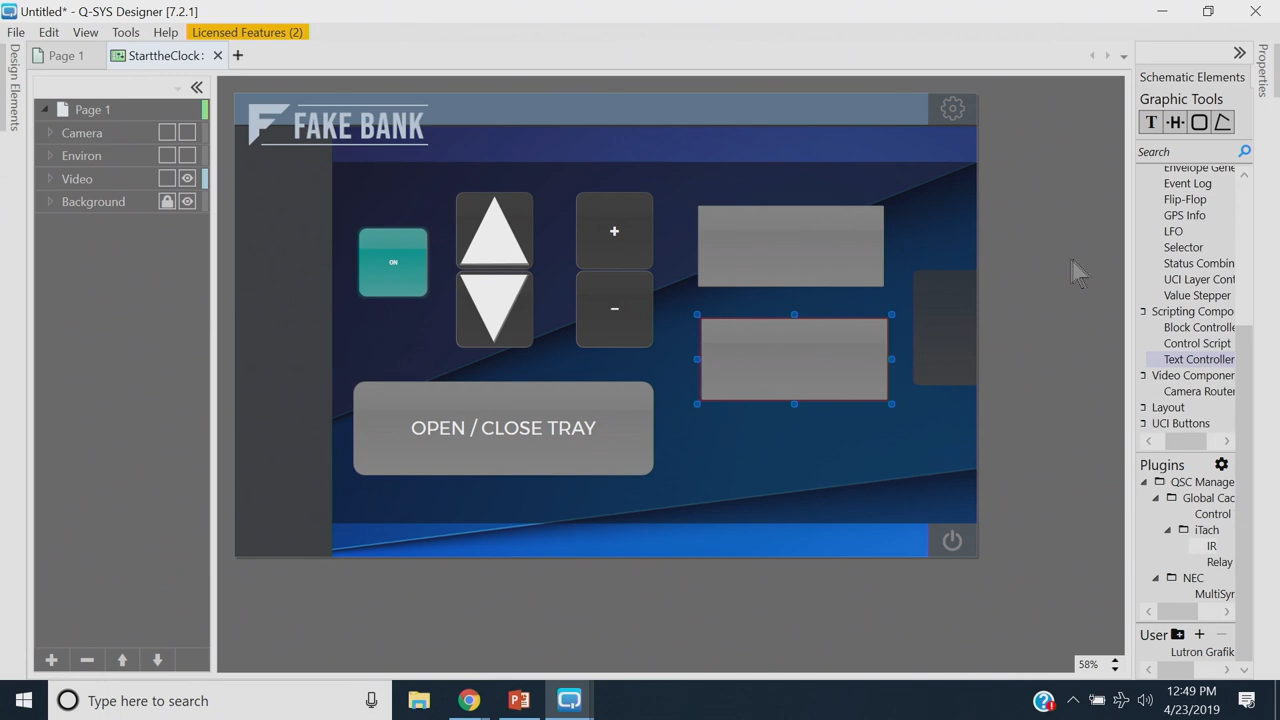 Untitled* - Q-SYS Designer [7.2.1]
File Edit View Tools Help Licensed Features (2)
Design Elements
Page 1
StarttheClock:
Properties
Page 1
Camera
Environ
Video
Background
FAKE BANK
ON
+
-
OPEN / CLOSE TRAY
Schematic Elements
Graphic Tools
T
H
Search
Envelope Gene
Event Log
Flip-Flop
GPS Info
LFO
Selector
Status Combin
UCI Layer Cont
Value Stepper
Scripting Compo
Block Controlle
Control Script
Text Controller
Video Componen
Camera Router
Layout
UCI Buttons
Plugins
QSC Manage
Global Cac
Control
iTach
IR
Relay
NEC
MultiSyn
User
Lutron Grafik
58%
Type here to search
12:49 PM
4/23/2019